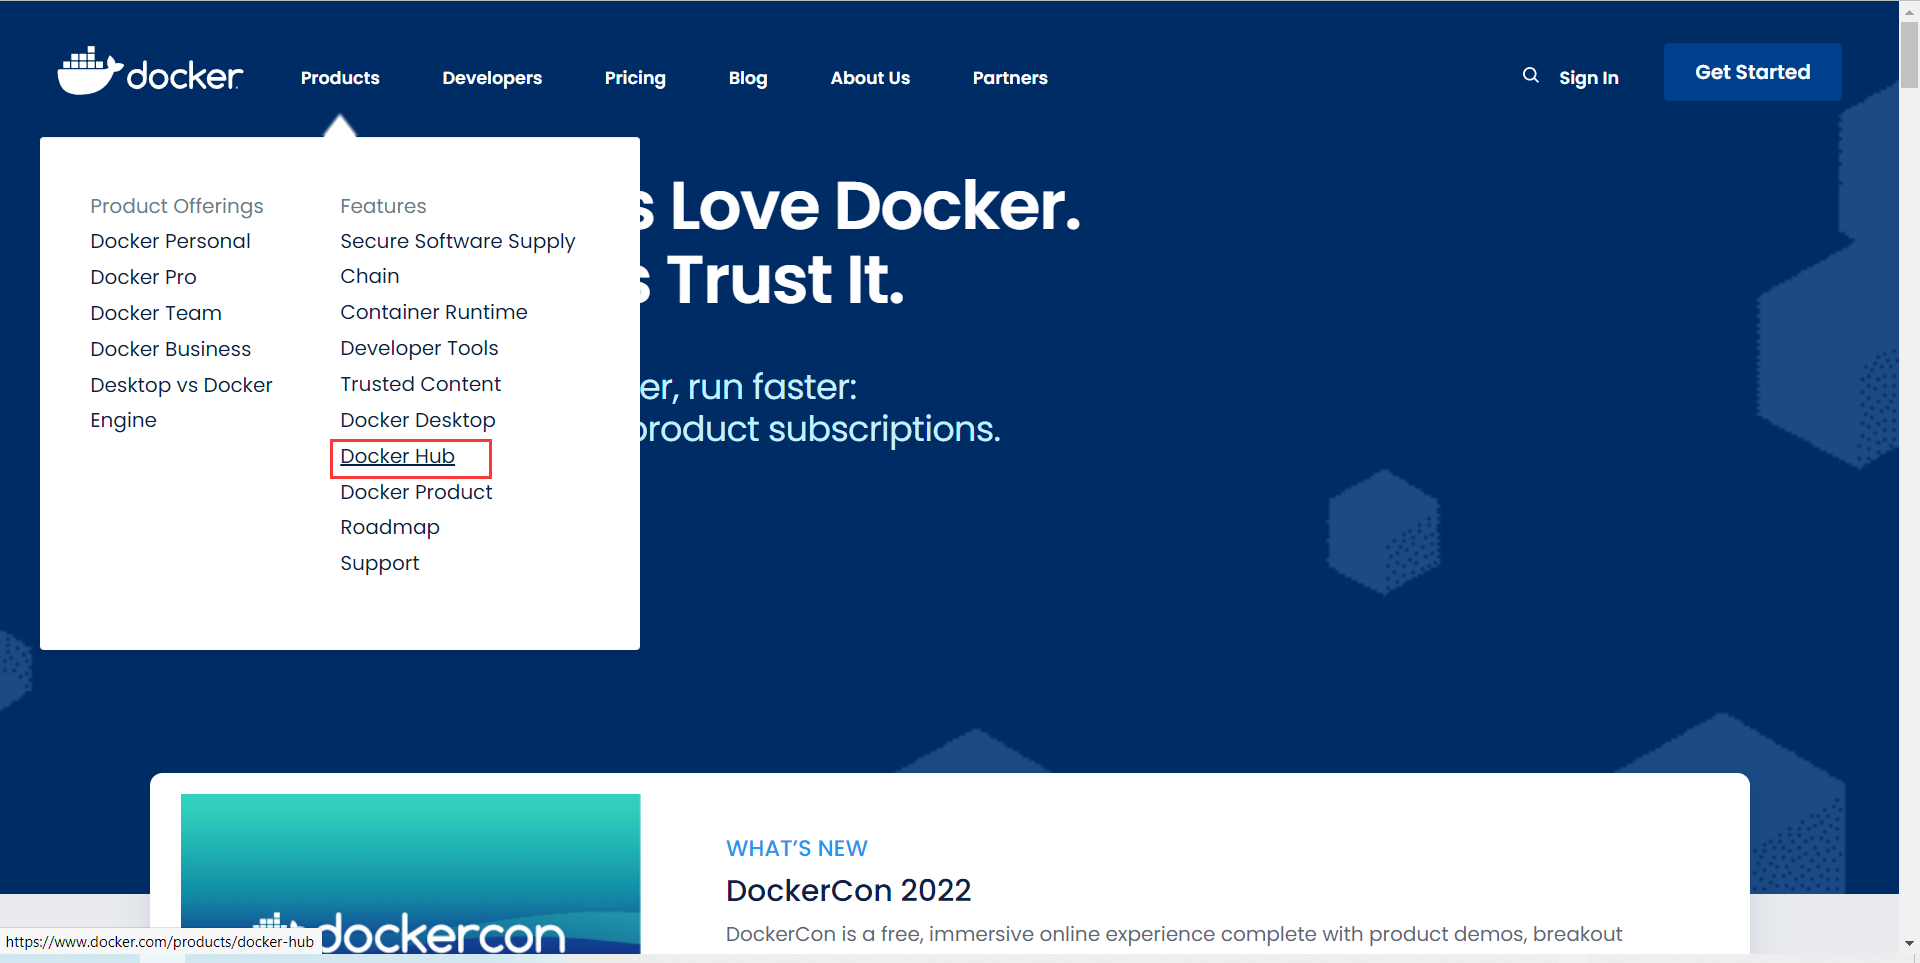 docker
Products
Developers
Pricing
Blog
About Us
Partners
Sign In
Get Started
Product Offerings
Docker Personal
Docker Pro
Docker Team
Docker Business
Desktop vs Docker
Engine
Features
Secure Software Supply
Chain
Container Runtime
Developer Tools
Trusted Content
Docker Desktop
Docker Hub
Docker Product
Roadmap
Support
s Love Docker.
s Trust It.
er, run faster:
product subscriptions.
WHAT'S NEW
DockerCon 2022
DockerCon is a free, immersive online experience complete with product demos, breakout
dockercon
https://www.docker.com/products/docker-hub